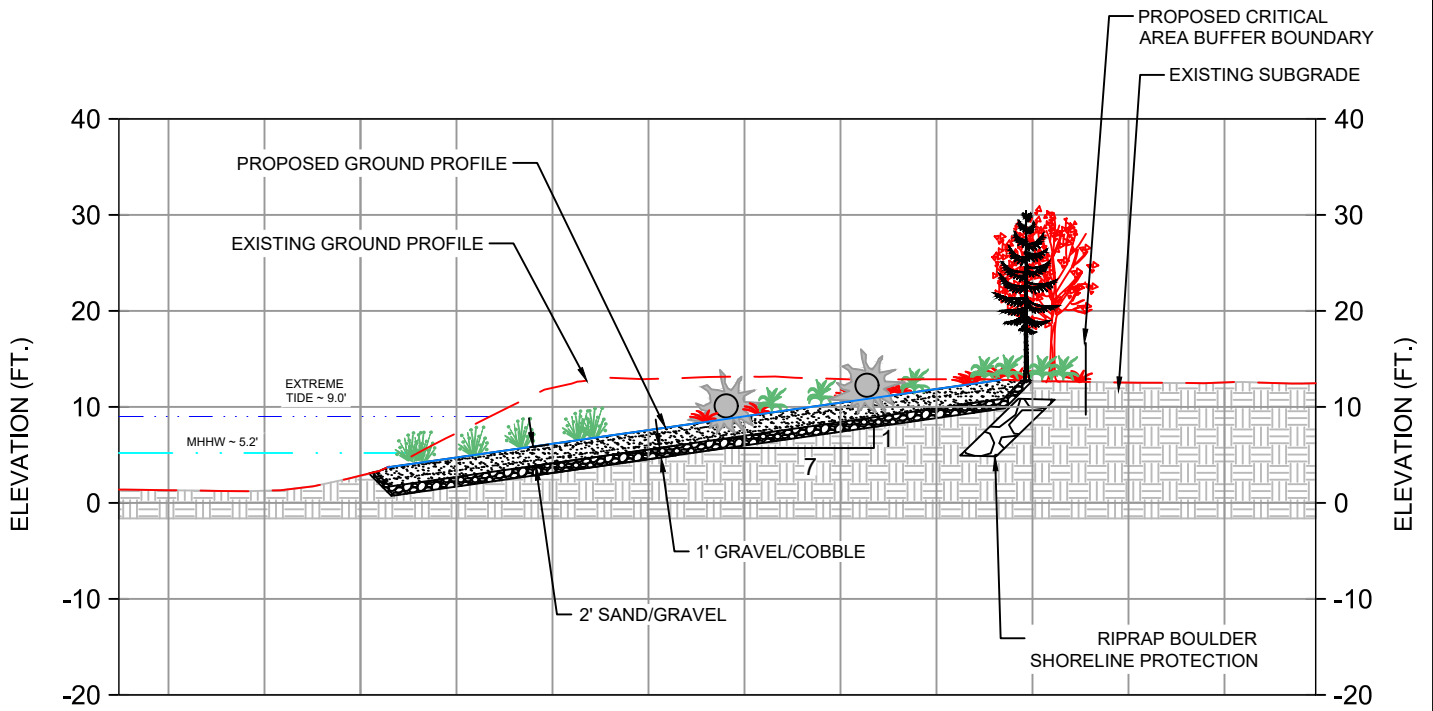 PROPOSED CRITICAL
AREA BUFFER BOUNDARY
EXISTING SUBGRADE
40
40
PROPOSED GROUND PROFILE
30
30
EXISTING GROUND PROFILE
20
20
ELEVATION (FT.)
ELEVATION (FT.)
EXTREME
TIDE ~ 9.0'
10
10
MHHW ~ 5.2'
1
7
0
0
1' GRAVEL/COBBLE
-10
-10
2' SAND/GRAVEL
RIPRAP BOULDER
SHORELINE PROTECTION
-20
-20